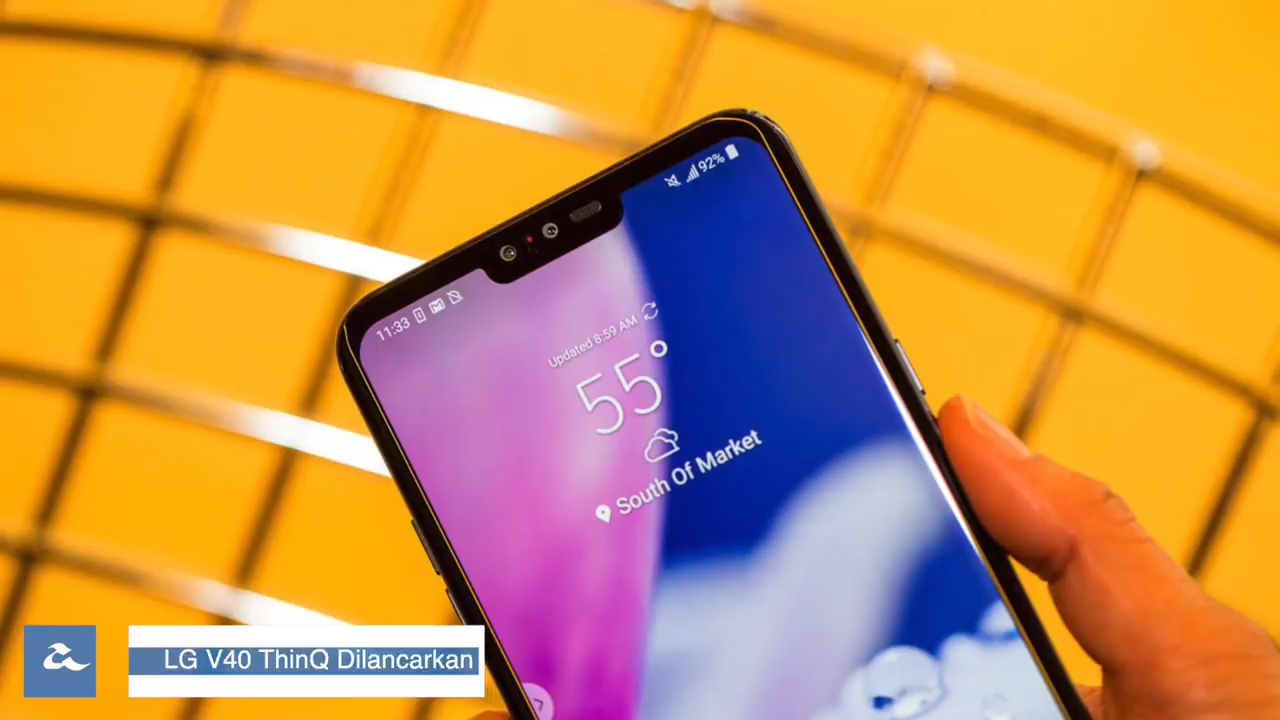 11:33
92%
Updated 8:59 AM
55°
South Of Market
LG V40 ThinQ Dilancarkan